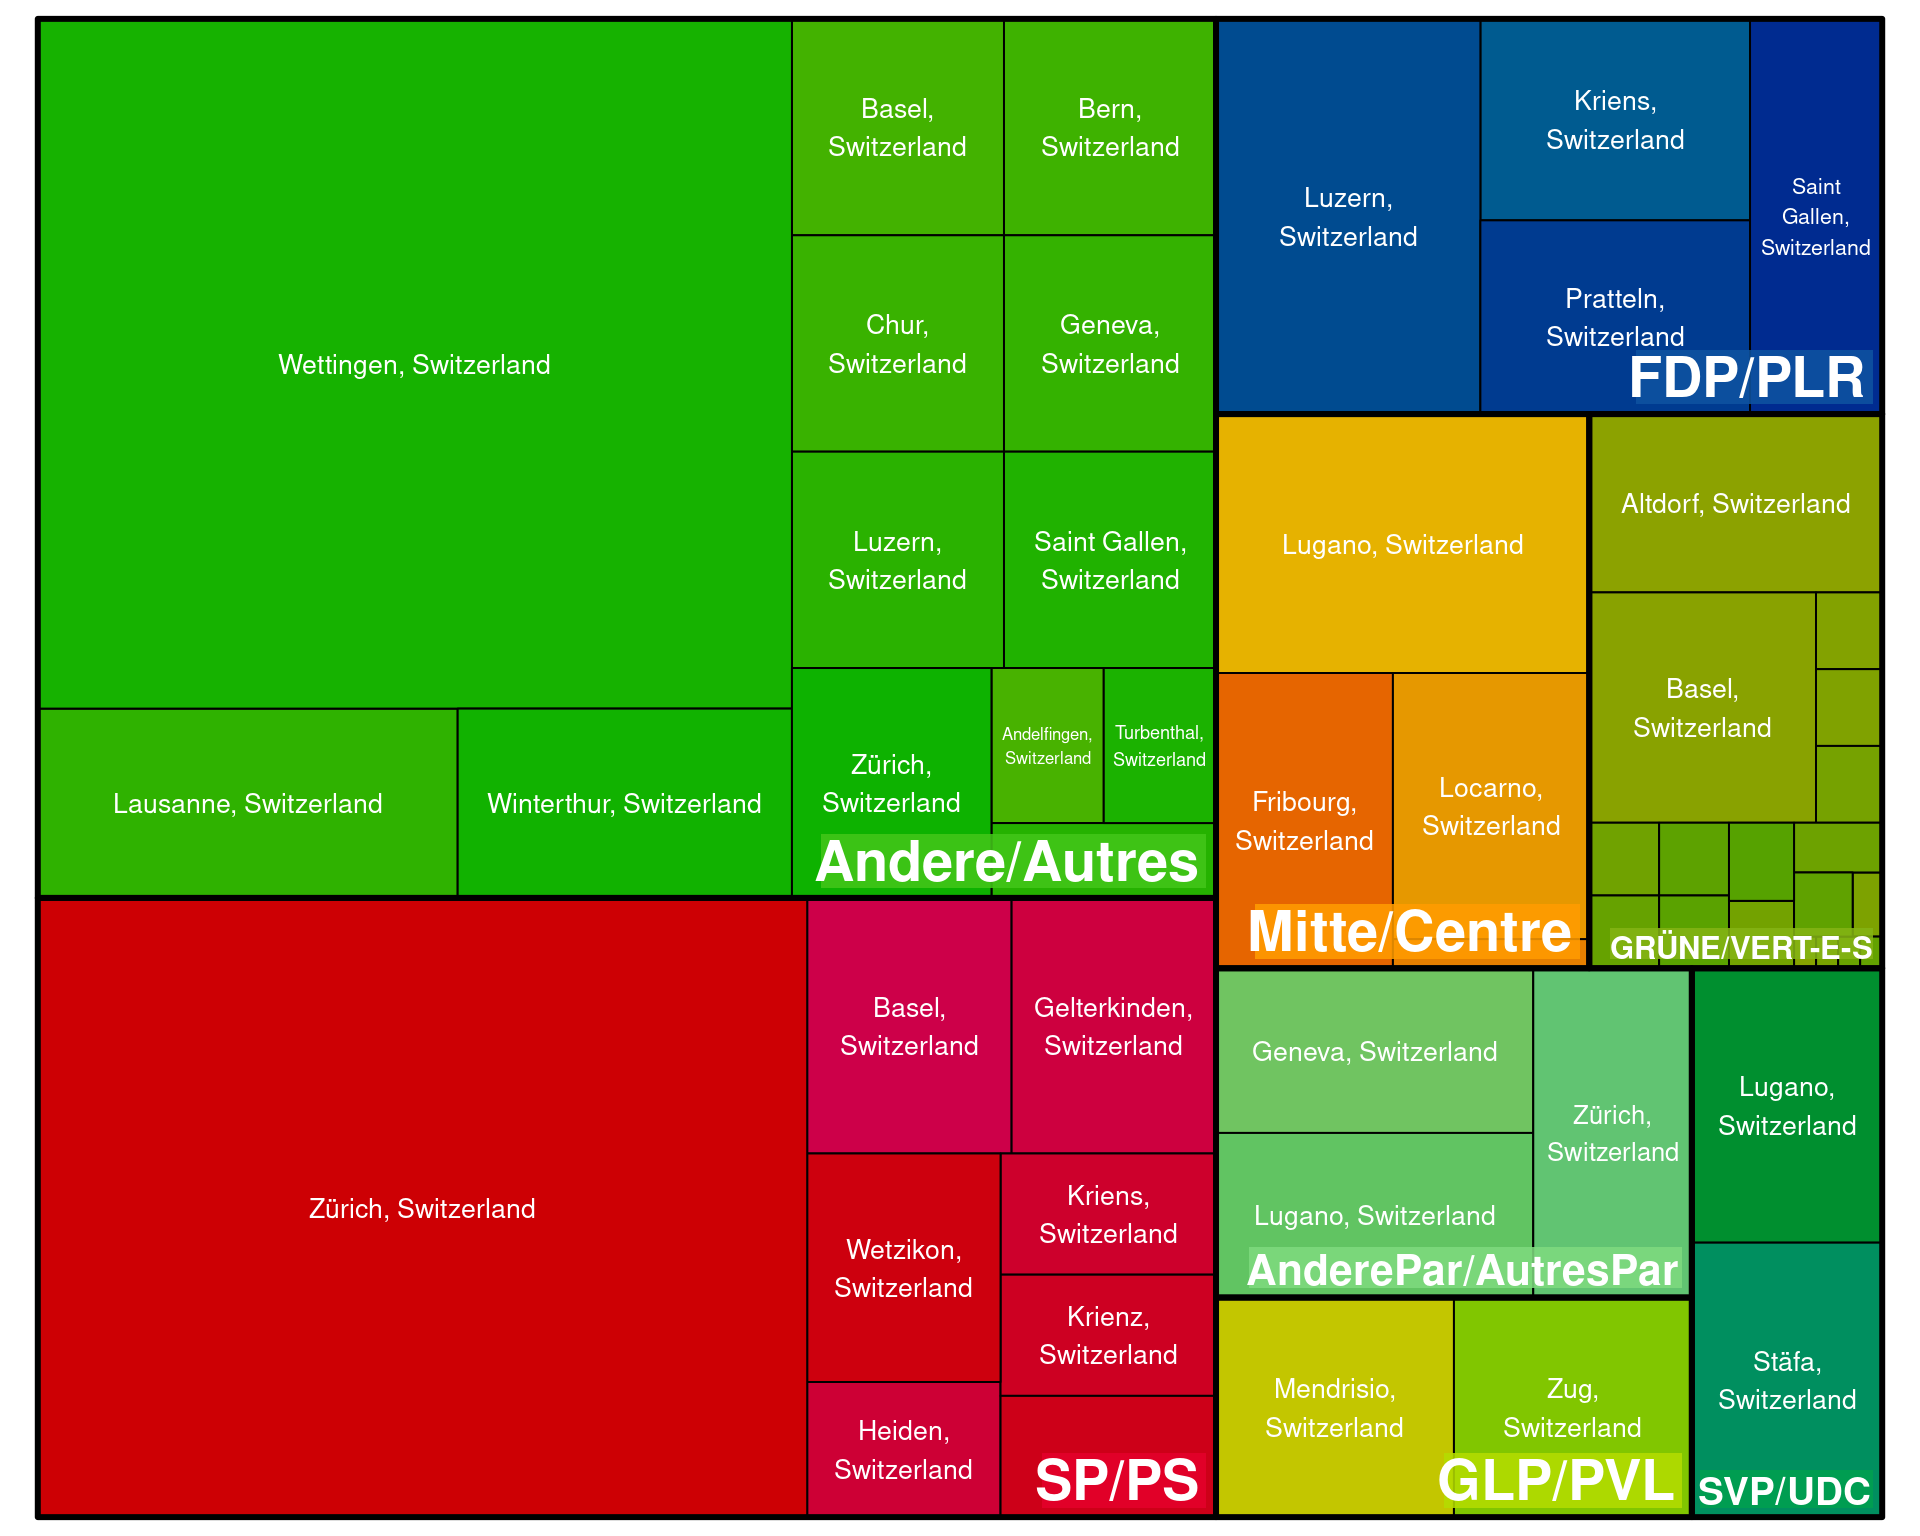 Wettingen, Switzerland
Basel,
Switzerland
Bern,
Switzerland
Chur,
Switzerland
Geneva,
Switzerland
Luzern,
Switzerland
Saint Gallen,
Switzerland
Lausanne, Switzerland
Winterthur, Switzerland
Zürich,
Switzerland
Andelfingen,
Switzerland
Turbenthal,
Switzerland
Andere/Autres
Luzern,
Switzerland
Kriens,
Switzerland
Pratteln,
Switzerland
Saint
Gallen,
Switzerland
FDP/PLR
Lugano, Switzerland
Fribourg,
Switzerland
Locarno,
Switzerland
Mitte/Centre
Altdorf, Switzerland
Basel,
Switzerland
GRÜNE/VERT-E-S
Zürich, Switzerland
Basel,
Switzerland
Gelterkinden,
Switzerland
Wetzikon,
Switzerland
Kriens,
Switzerland
Krienz,
Switzerland
Heiden,
Switzerland
SP/PS
Geneva, Switzerland
Lugano, Switzerland
Zürich,
Switzerland
AnderePar/AutresPar
Mendrisio,
Switzerland
Zug,
Switzerland
GLP/PVL
Lugano,
Switzerland
Stäfa,
Switzerland
SVP/UDC